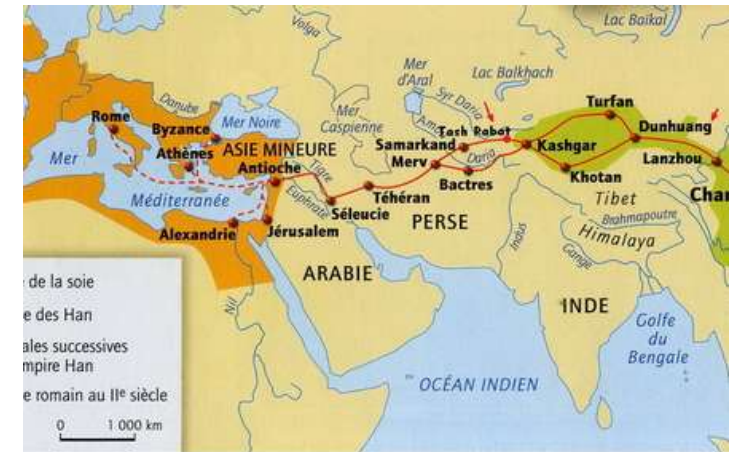 Lac Baïkal
Volga
Mer
d'Aral
Lac Balkhach
Syr Daria
Danube
Mer Noire
Mer
Caspienne
Amou
Tash Rabat
Turfan
Rome
Byzance
Dunhuang
Athènes
ASIE MINEURE
Samarkand
Kashgar
Lanzhou
Mer
Méditerranée
Antioche
Tigre
Merv
Daria
Bactres
Khotan
Euphrate
Téhéran
Tibet
Chan
Séleucie
PERSE
Brahmapoutre
Alexandrie
Jérusalem
Indus
Himalaya
Gange
ARABIE
Nil
INDE
Golfe
du
Bengale
OCÉAN INDIEN
e de la soie
e des Han
ales successives
mpire Han
e romain au IIe siècle
0 1 000 km